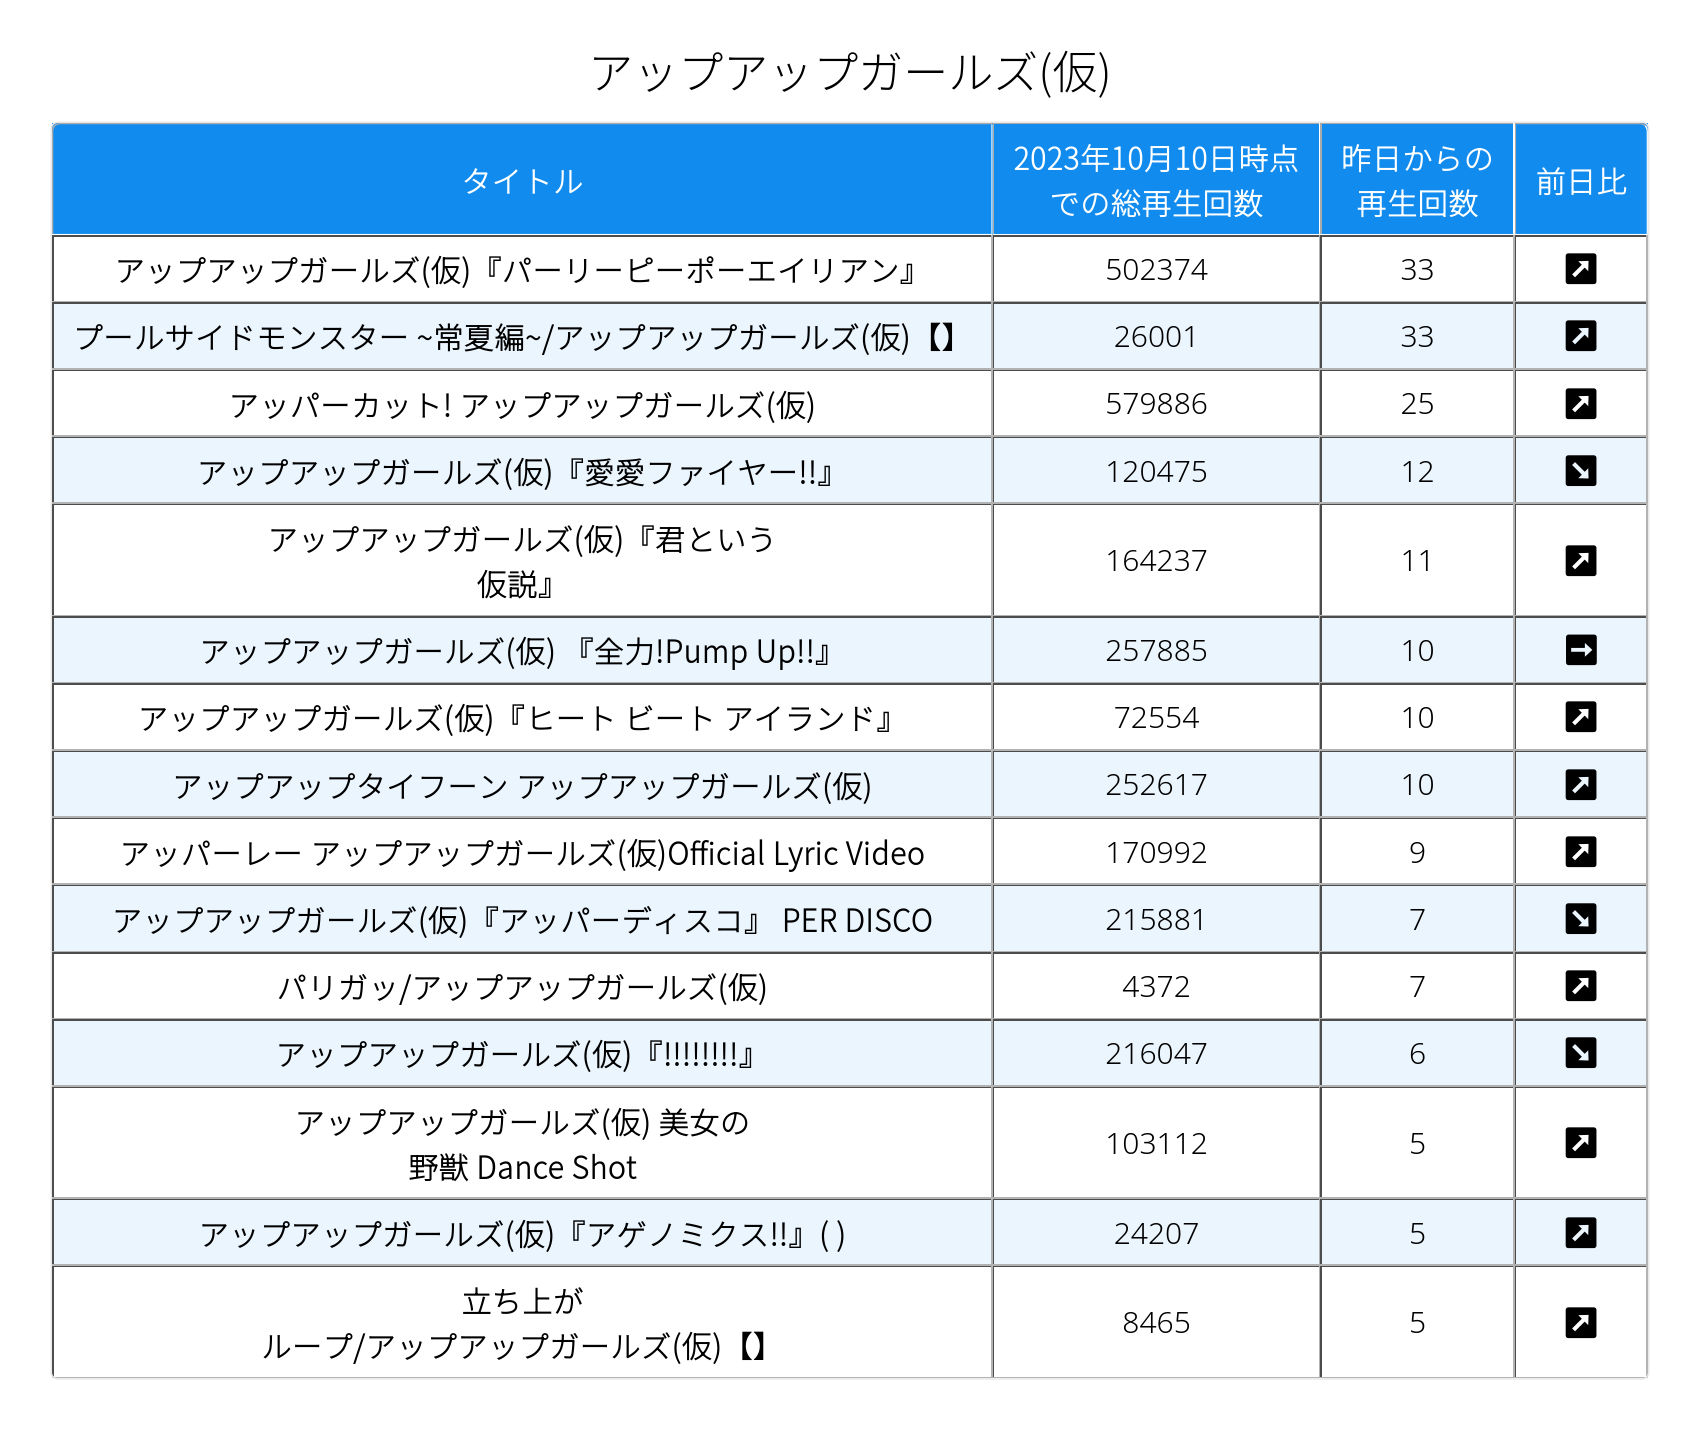 アップアップガールズ(仮)
タイトル
2023年10月10日時点
での総再生回数
昨日からの
再生回数
前日比
アップアップガールズ(仮)『パーリーピーポーエイリアン』 502374 33
プールサイドモンスター ~常夏編~/アップアップガールズ(仮)【】 26001 33
アッパーカット! アップアップガールズ(仮) 579886 25
アップアップガールズ(仮)『愛愛ファイヤー!!』 120475 12
アップアップガールズ(仮)『君という
仮説』 164237 11
アップアップガールズ(仮) 『全力!Pump Up!!』 257885 10
アップアップガールズ(仮)『ヒート ビート アイランド』 72554 10
アップアップタイフーン アップアップガールズ(仮) 252617 10
アッパーレー アップアップガールズ(仮)Official Lyric Video 170992 9
アップアップガールズ(仮)『アッパーディスコ』 PER DISCO 215881 7
パリガッ/アップアップガールズ(仮) 4372 7
アップアップガールズ(仮)『!!!!!!!!』 216047 6
アップアップガールズ(仮) 美女の
野獣 Dance Shot 103112 5
アップアップガールズ(仮)『アゲノミクス!!』( ) 24207 5
立ち上が
ループ/アップアップガールズ(仮)【】 8465 5